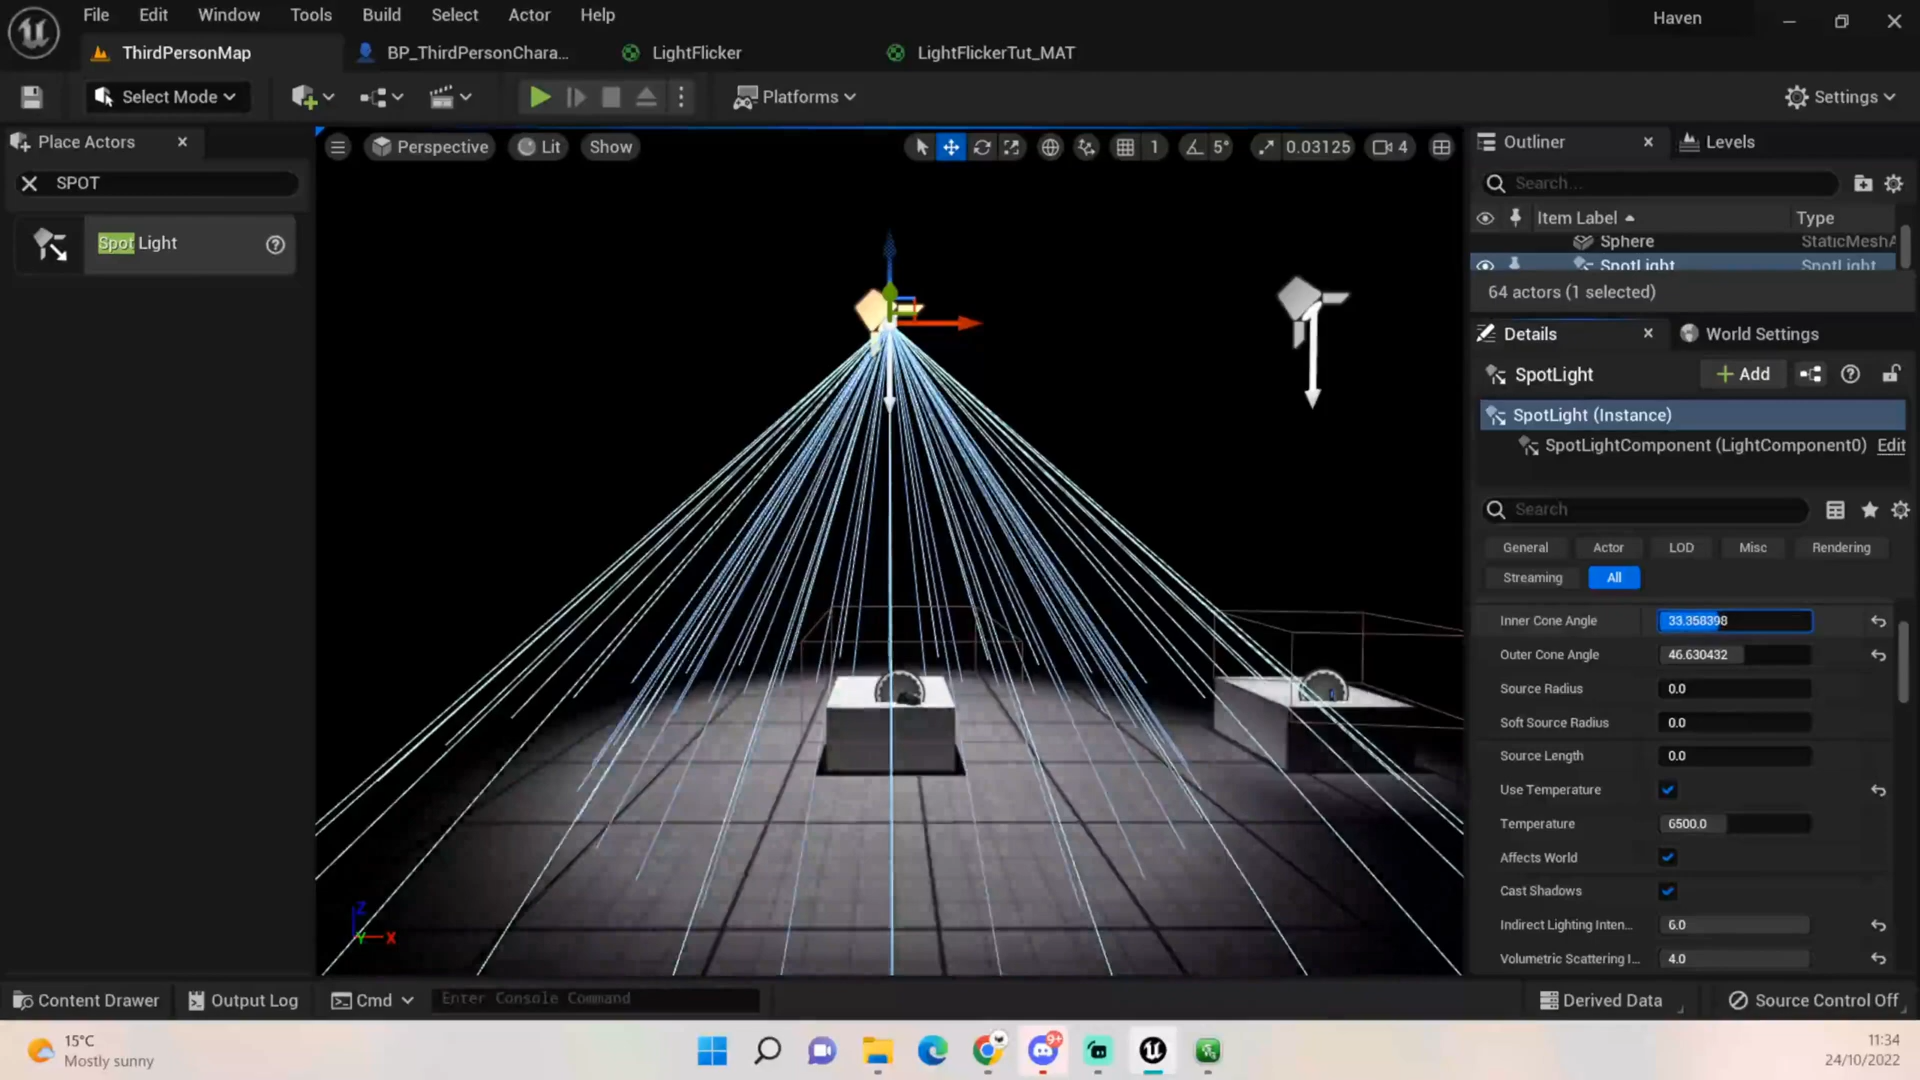 File Edit Window Tools Build Select Actor Help
Haven
ThirdPersonMap
BP_ThirdPersonChara...
LightFlicker
LightFlickerTut_MAT
Select Mode
Platforms
Settings
Place Actors
SPOT
Spot Light
Perspective
Lit
Show
1
5°
0.03125
4
Outliner
Levels
Search...
Item Label
Type
Sphere
StaticMeshA
SpotLight
SpotLight
64 actors (1 selected)
Details
World Settings
SpotLight
Add
SpotLight (Instance)
SpotLightComponent (LightComponent0) Edit
Search
General Actor LOD Misc Rendering
Streaming All
Inner Cone Angle 33.358398
Outer Cone Angle 46.630432
Source Radius 0.0
Soft Source Radius 0.0
Source Length 0.0
Use Temperature
Temperature 6500.0
Affects World
Cast Shadows
Indirect Lighting Inten... 6.0
Volumetric Scattering I... 4.0
Z
Y
X
Content Drawer
Output Log
Cmd
Enter Console Command
Derived Data
Source Control Off
15°C
Mostly sunny
9+
11:34
24/10/2022